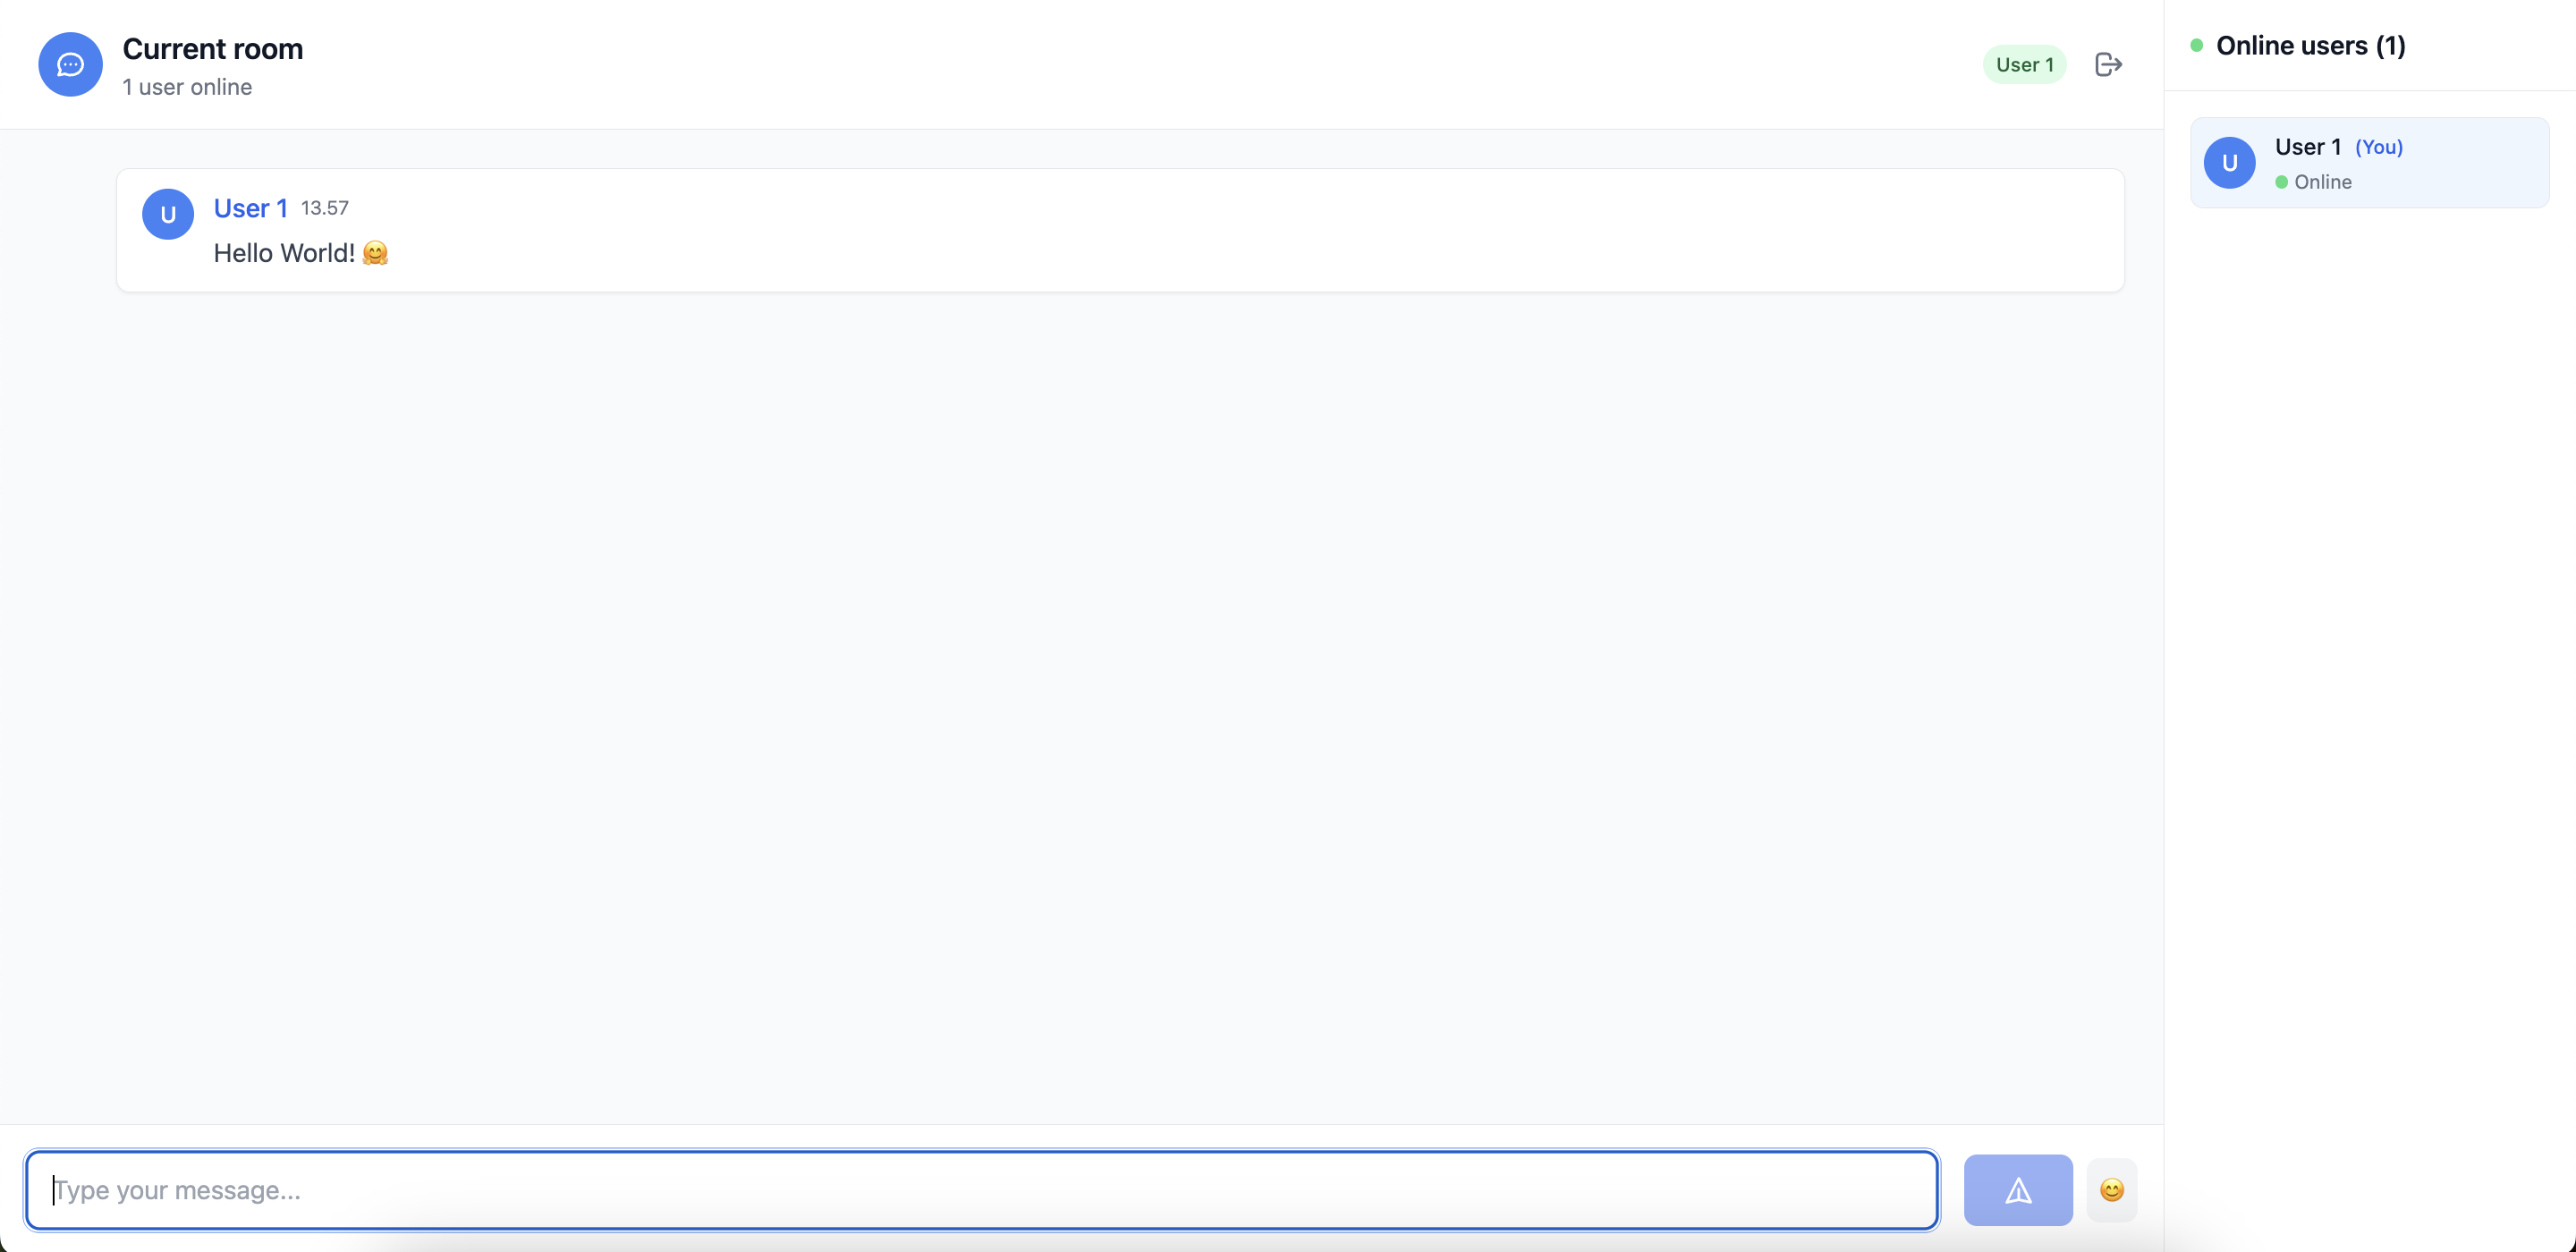 Current room
1 user online
User 1
Online users (1)
U
User 1 (You)
Online
U
User 1 13.57
Hello World! 🤗
Type your message...
😊